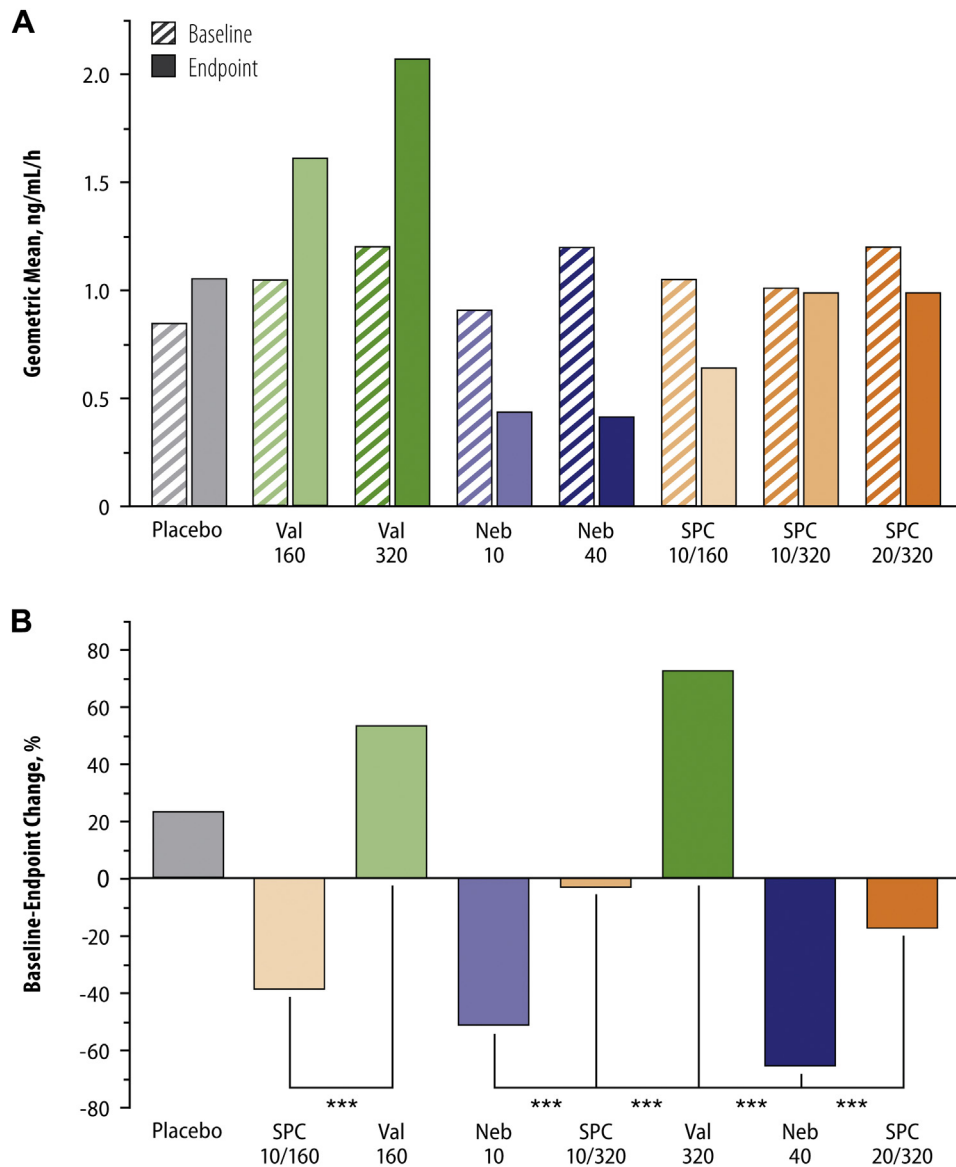 A
Baseline
Endpoint
Geometric Mean, ng/mL/h
2.0
1.5
1.0
0.5
0
Placebo Val Val Neb Neb SPC SPC SPC
160 320 10 40 10/160 10/320 20/320
B
Baseline-Endpoint Change, %
80
60
40
20
0
-20
-40
-60
-80
*** *** *** *** ***
Placebo SPC Val Neb SPC Val Neb SPC
10/160 160 10 10/320 320 40 20/320